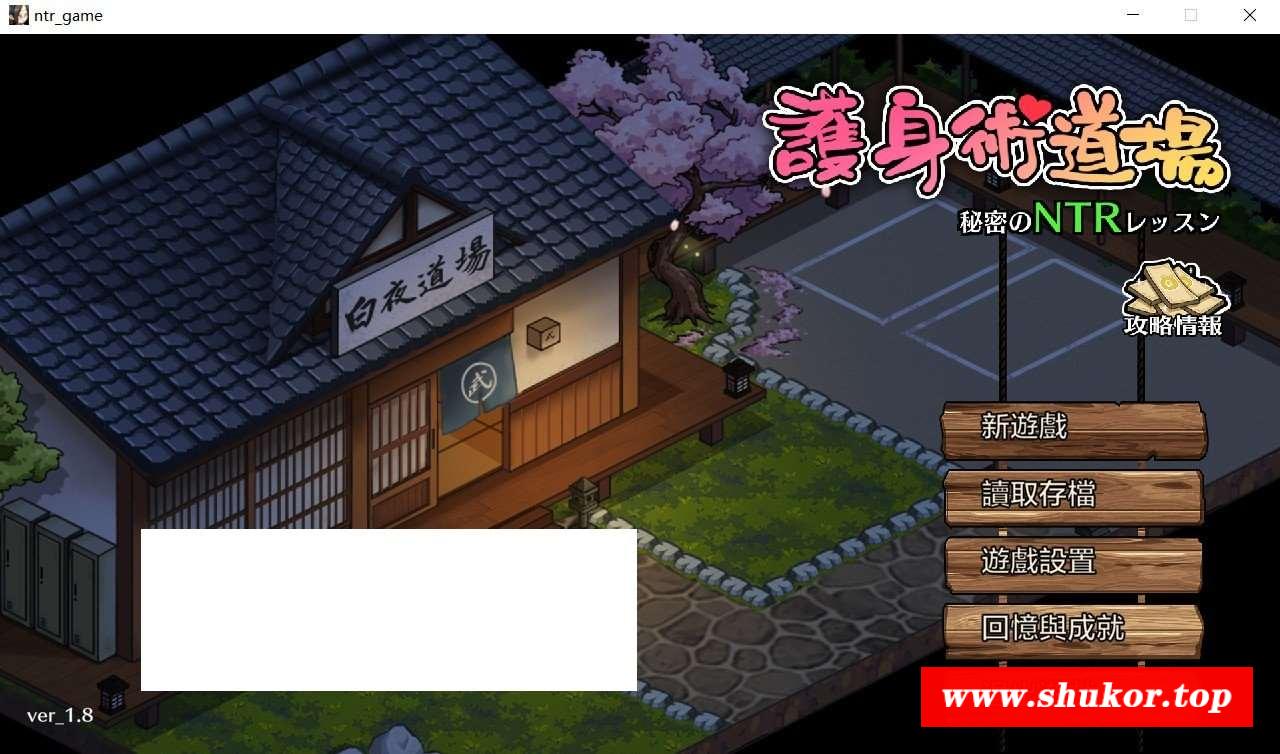 ntr_game
護身術道場
秘密のNTRレッスン
白夜道場
武
攻略情報
新遊戲
讀取存檔
遊戲設置
回憶與成就
www.shukor.top
ver_1.8